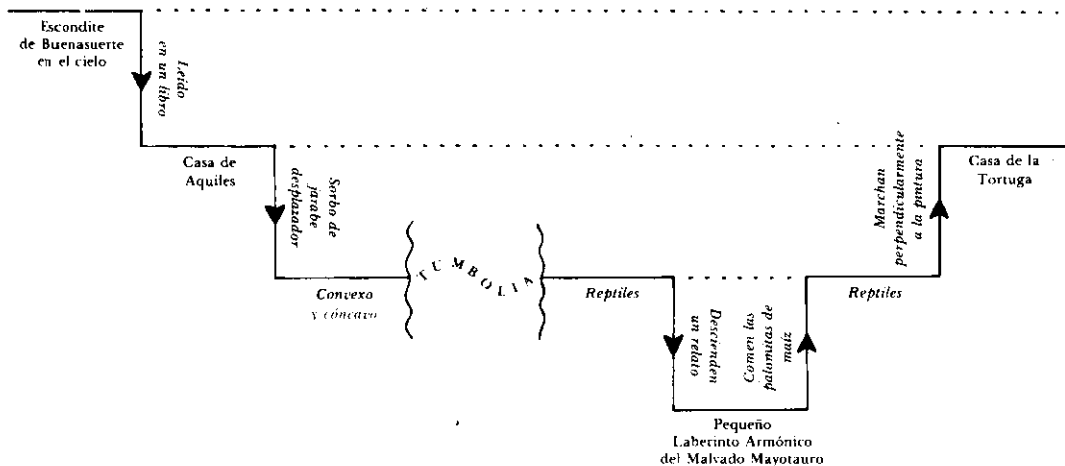 Escondite
de Buenasuerte
en el cielo
Leído
en un libro
Casa de
Aquiles
Sorbo de
jarabe
desplazador
Convexo
y cóncavo
TUMBOLIA
Reptiles
Descienden
un relato
Comen las
palomitas de
maíz
Pequeño
Laberinto Armónico
del Malvado Mayotauro
Reptiles
Marchan
perpendicularmente
a la pintura
Casa de la
Tortuga